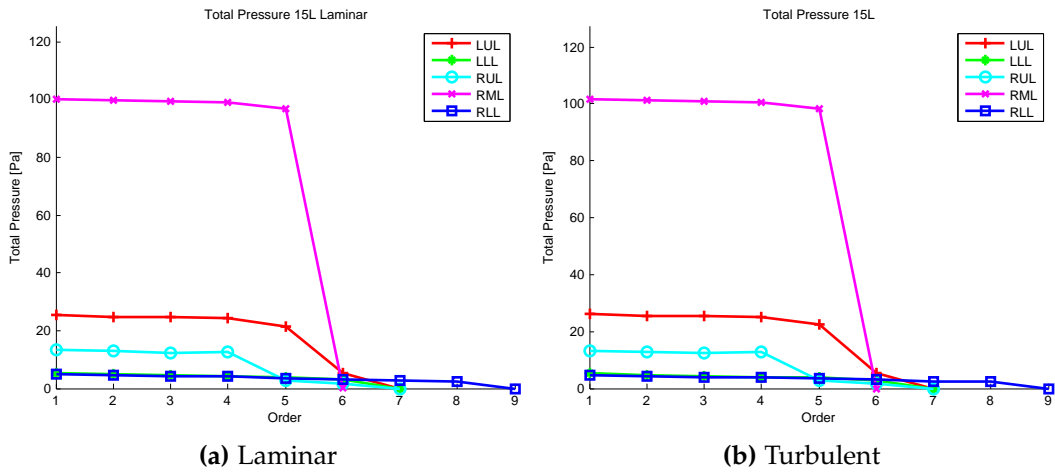 Total Pressure 15L Laminar
120
100
80
60
40
20
0
Total Pressure [Pa]
1 2 3 4 5 6 7 8 9
Order
LUL
LLL
RUL
RML
RLL
(a) Laminar
Total Pressure 15L
120
100
80
60
40
20
0
Total Pressure [Pa]
1 2 3 4 5 6 7 8 9
Order
LUL
LLL
RUL
RML
RLL
(b) Turbulent